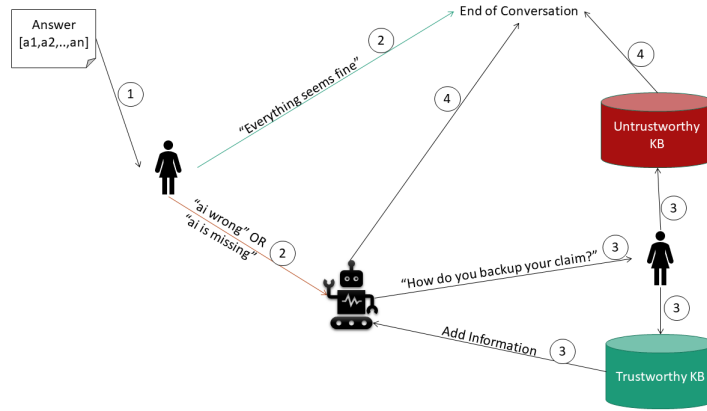 Answer
[a1,a2,..,an]
End of Conversation
1
2
"Everything seems fine"
4
4
Untrustworthy
KB
"ai wrong" OR
"ai is missing"
2
3
"How do you backup your claim?"
3
3
Add Information
3
Trustworthy KB